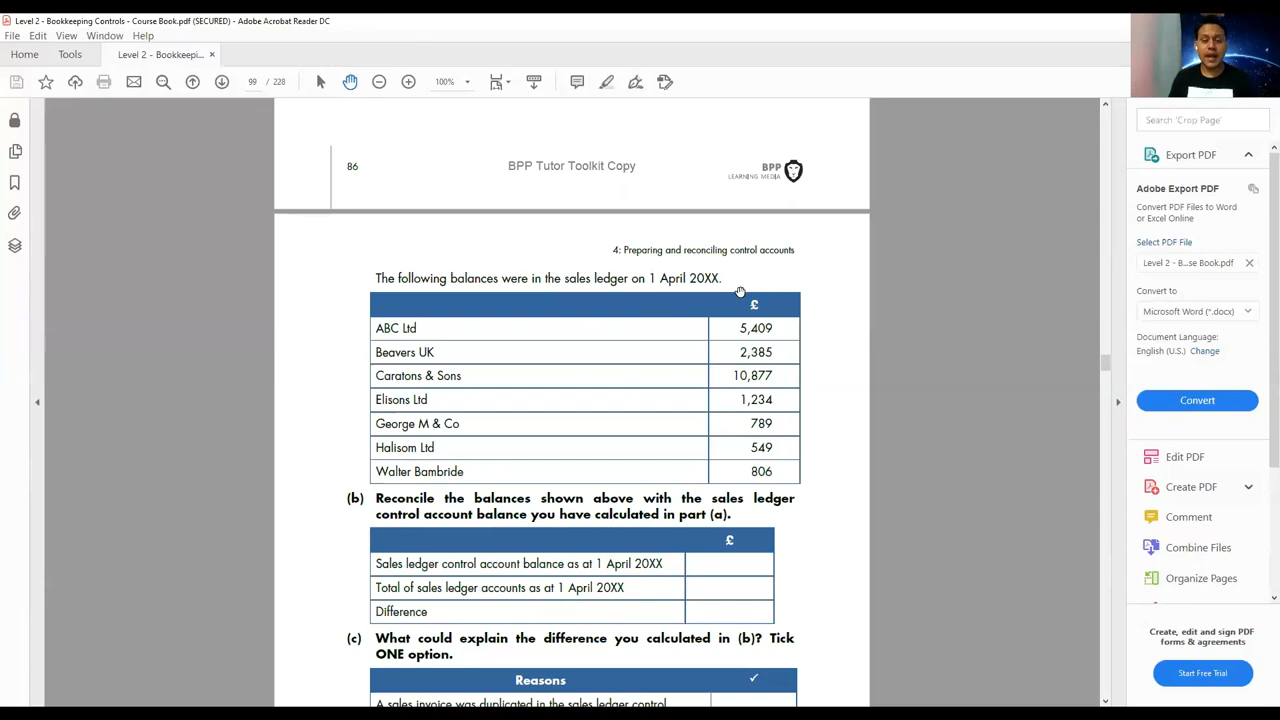 Level 2 - Bookkeeping Controls - Course Book.pdf (SECURED) - Adobe Acrobat Reader DC
File Edit View Window Help
Home Tools Level 2 - Bookkeepi... ×
99 / 228 100%
86 BPP Tutor Toolkit Copy BPP
LEARNING MEDIA
4: Preparing and reconciling control accounts
The following balances were in the sales ledger on 1 April 20XX.
£
ABC Ltd 5,409
Beavers UK 2,385
Caratons & Sons 10,877
Elisons Ltd 1,234
George M & Co 789
Halisom Ltd 549
Walter Bambride 806
(b) Reconcile the balances shown above with the sales ledger
control account balance you have calculated in part (a).
£
Sales ledger control account balance as at 1 April 20XX
Total of sales ledger accounts as at 1 April 20XX
Difference
(c) What could explain the difference you calculated in (b)? Tick
ONE option.
Reasons ✓
A sales invoice was duplicated in the sales ledger control
Search 'Crop Page'
Export PDF
Adobe Export PDF
Convert PDF Files to Word
or Excel Online
Select PDF File
Level 2 - B...se Book.pdf ×
Convert to
Microsoft Word (*.docx)
Document Language:
English (U.S.) Change
Convert
Edit PDF
Create PDF
Comment
Combine Files
Organize Pages
Create, edit and sign PDF
forms & agreements
Start Free Trial